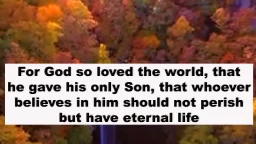 For God so loved the world, that
he gave his only Son, that whoever
believes in him should not perish
but have eternal life